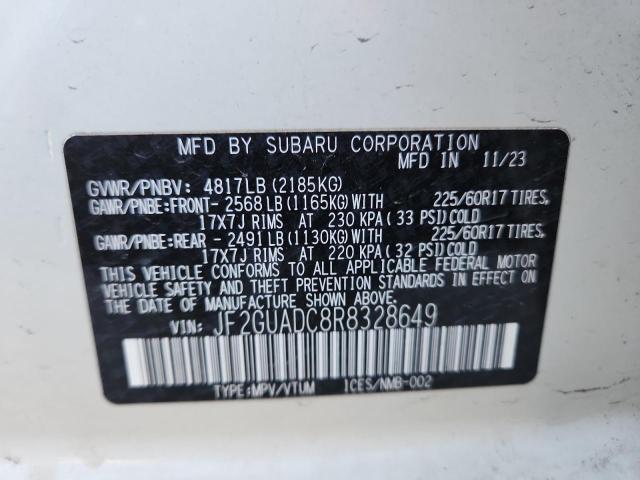 MFD BY SUBARU CORPORATION
MFD IN 11/23
GVWR/PNBV: 4817LB (2185KG)
GAWR/PNBE:FRONT- 2568 LB (1165KG)WITH 225/60R17 TIRES,
17X7J RIMS AT 230 KPA (33 PSI) COLD
GAWR/PNBE:REAR - 2491 LB (1130KG) WITH 225/60R17 TIRES,
17X7J RIMS AT 220 KPA (32 PSI) COLD
THIS VEHICLE CONFORMS TO ALL APPLICABLE FEDERAL MOTOR
VEHICLE SAFETY AND THEFT PREVENTION STANDARDS IN EFFECT ON
THE DATE OF MANUFACTURE SHOWN ABOVE.
VIN: JF2GUADC8R8328649
TYPE:MPV/VTUM ICES/NMB-002